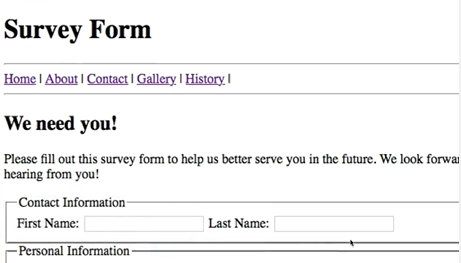 Survey Form
Home | About | Contact | Gallery | History |
We need you!
Please fill out this survey form to help us better serve you in the future. We look
hearing from you!
Contact Information
First Name: Last Name:
Personal Information